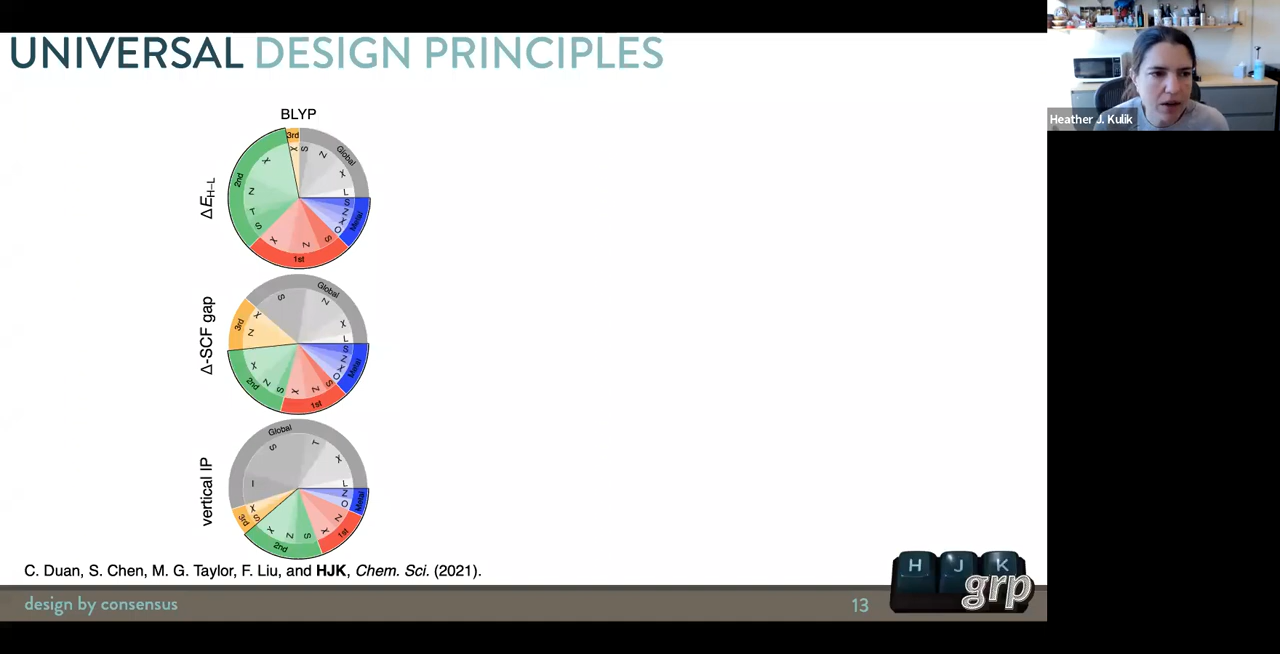 UNIVERSAL DESIGN PRINCIPLES
Heather J. Kulik
BLYP
ΔE_H–L
3rd
X
S
Z
Global
X
L
S
Z
X
O
Metal
S
Z
X
1st
S
T
Z
X
2nd
Δ-SCF gap
Global
S
Z
X
L
S
Z
X
O
Metal
S
Z
X
1st
S
Z
X
2nd
Z
X
3rd
vertical IP
Global
I
S
T
X
L
Z
O
Metal
Z
X
1st
S
Z
X
2nd
S
X
3rd
C. Duan, S. Chen, M. G. Taylor, F. Liu, and HJK, Chem. Sci. (2021).
design by consensus
13
H J K
grp